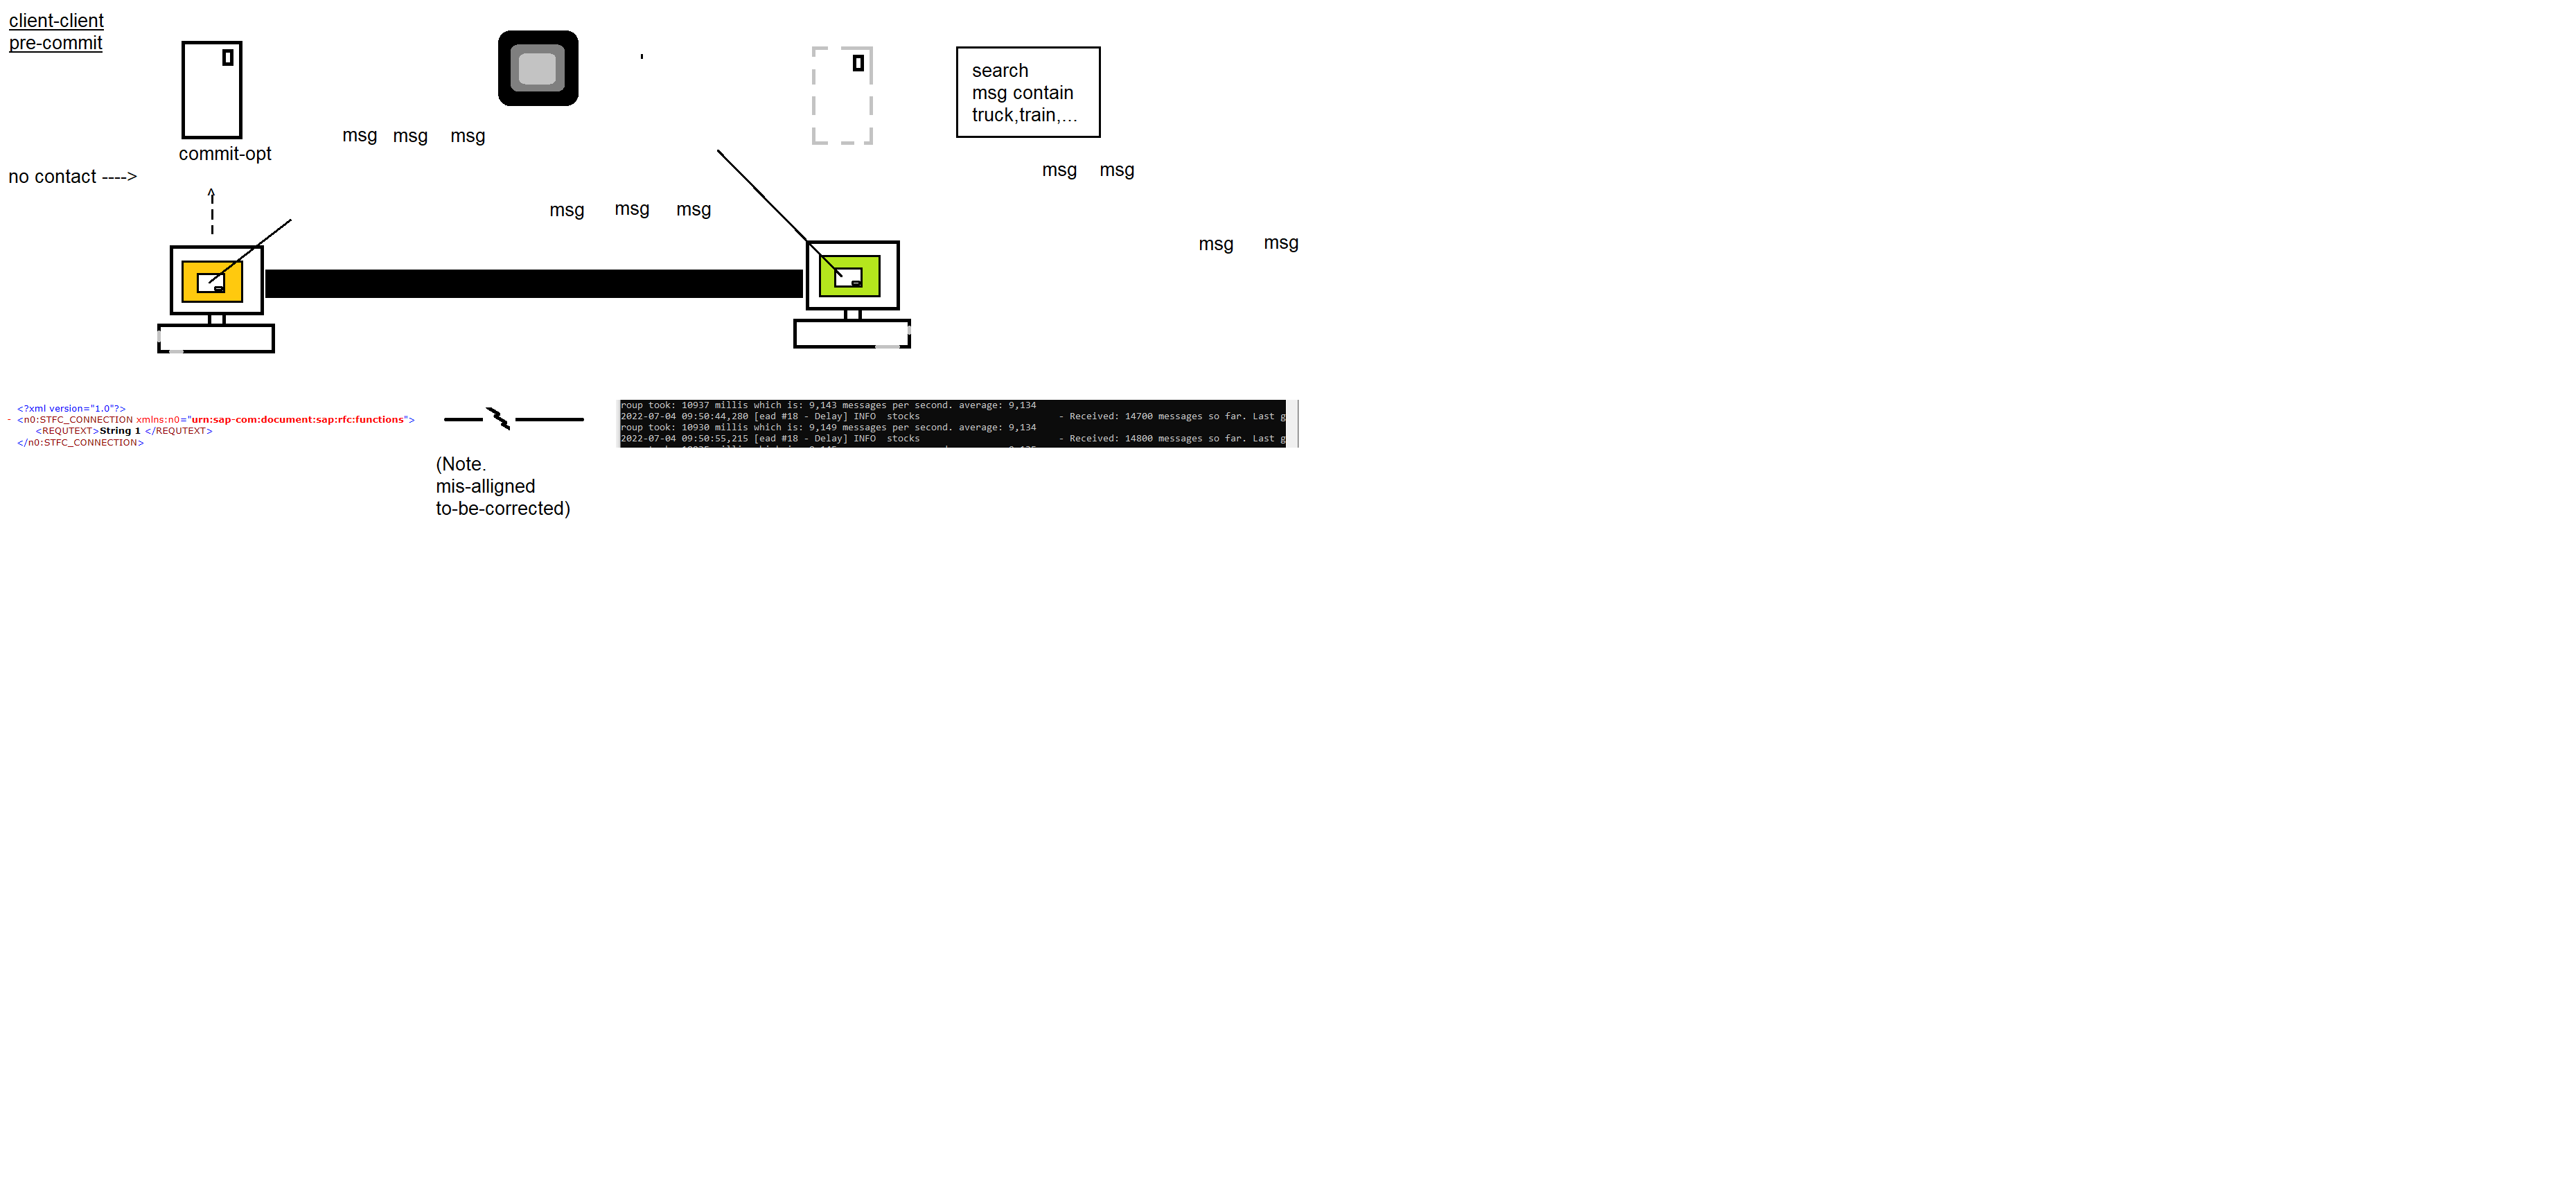 client-client
pre-commit
search
msg contain
truck,train,...
msg msg msg
commit-opt
no contact ---->
msg msg
msg msg msg
msg msg
<?xml version="1.0"?>
- <n0:STFC_CONNECTION xmlns:n0="urn:sap-com:document:sap:rfc:functions">
<REQUTEXT>String 1 </REQUTEXT>
</n0:STFC_CONNECTION>
roup took: 10937 millis which is: 9,143 messages per second. average: 9,134
2022-07-04 09:50:44,280 [ead #18 - Delay] INFO stocks - Received: 14700 messages so far. Last g
roup took: 10930 millis which is: 9,149 messages per second. average: 9,134
2022-07-04 09:50:55,215 [ead #18 - Delay] INFO stocks - Received: 14800 messages so far. Last g
(Note.
mis-alligned
to-be-corrected)